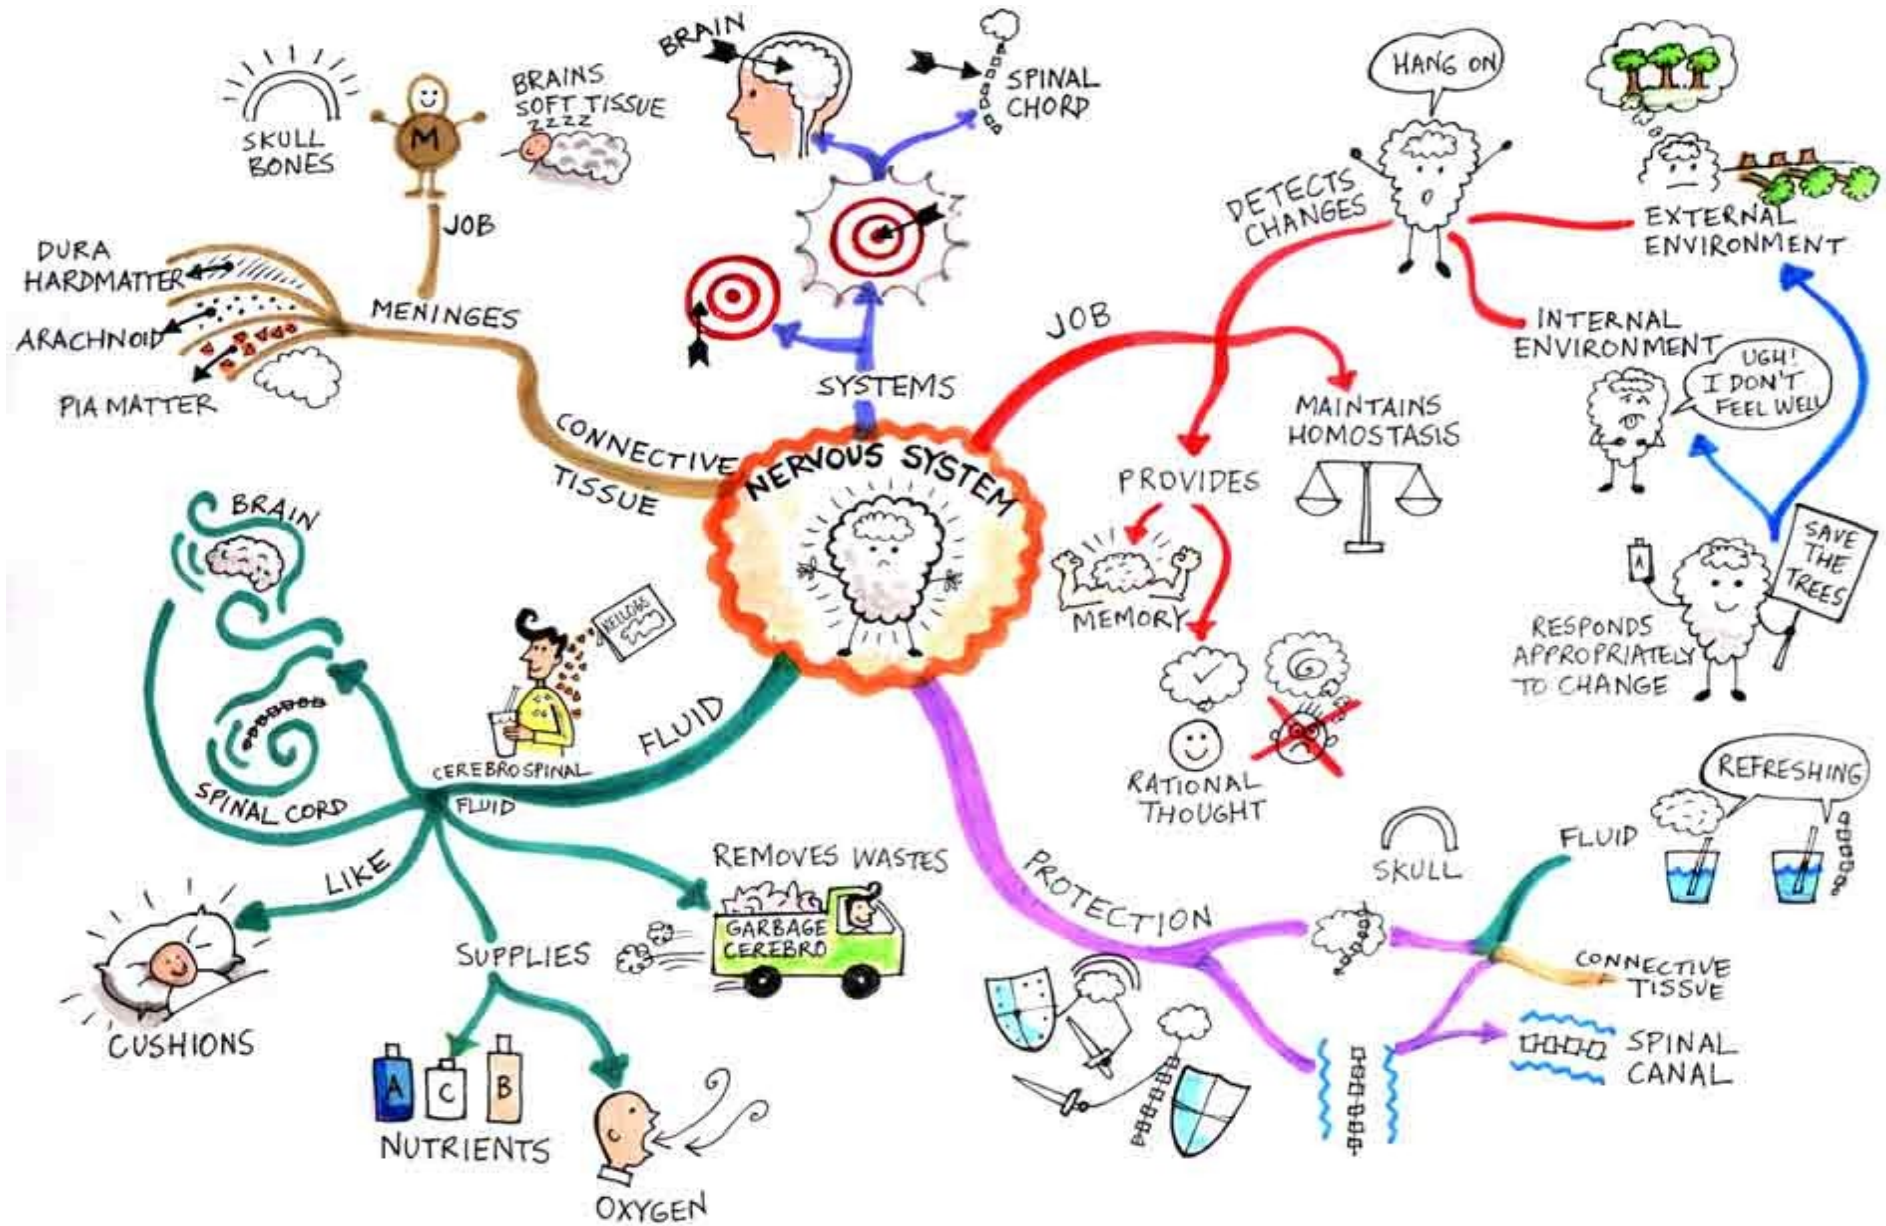 NERVOUS SYSTEM
SYSTEMS
BRAIN
SPINAL
CHORD
JOB
DETECTS
CHANGES
HANG ON
EXTERNAL
ENVIRONMENT
INTERNAL
ENVIRONMENT
UGH!
I DON'T
FEEL WELL
MAINTAINS
HOMOSTASIS
PROVIDES
MEMORY
RATIONAL
THOUGHT
A
SAVE
THE
TREES
RESPONDS
APPROPRIATELY
TO CHANGE
PROTECTION
SKULL
FLUID
REFRESHING
CONNECTIVE
TISSUE
SPINAL
CANAL
FLUID
KELLOGS
CEREBROSPINAL
FLUID
BRAIN
SPINAL CORD
LIKE
CUSHIONS
SUPPLIES
A
C
B
NUTRIENTS
OXYGEN
REMOVES WASTES
GARBAGE
CEREBRO
CONNECTIVE
TISSUE
MENINGES
JOB
M
SKULL
BONES
BRAINS
SOFT TISSUE
ZZZZ
DURA
HARDMATTER
ARACHNOID
PIA MATTER